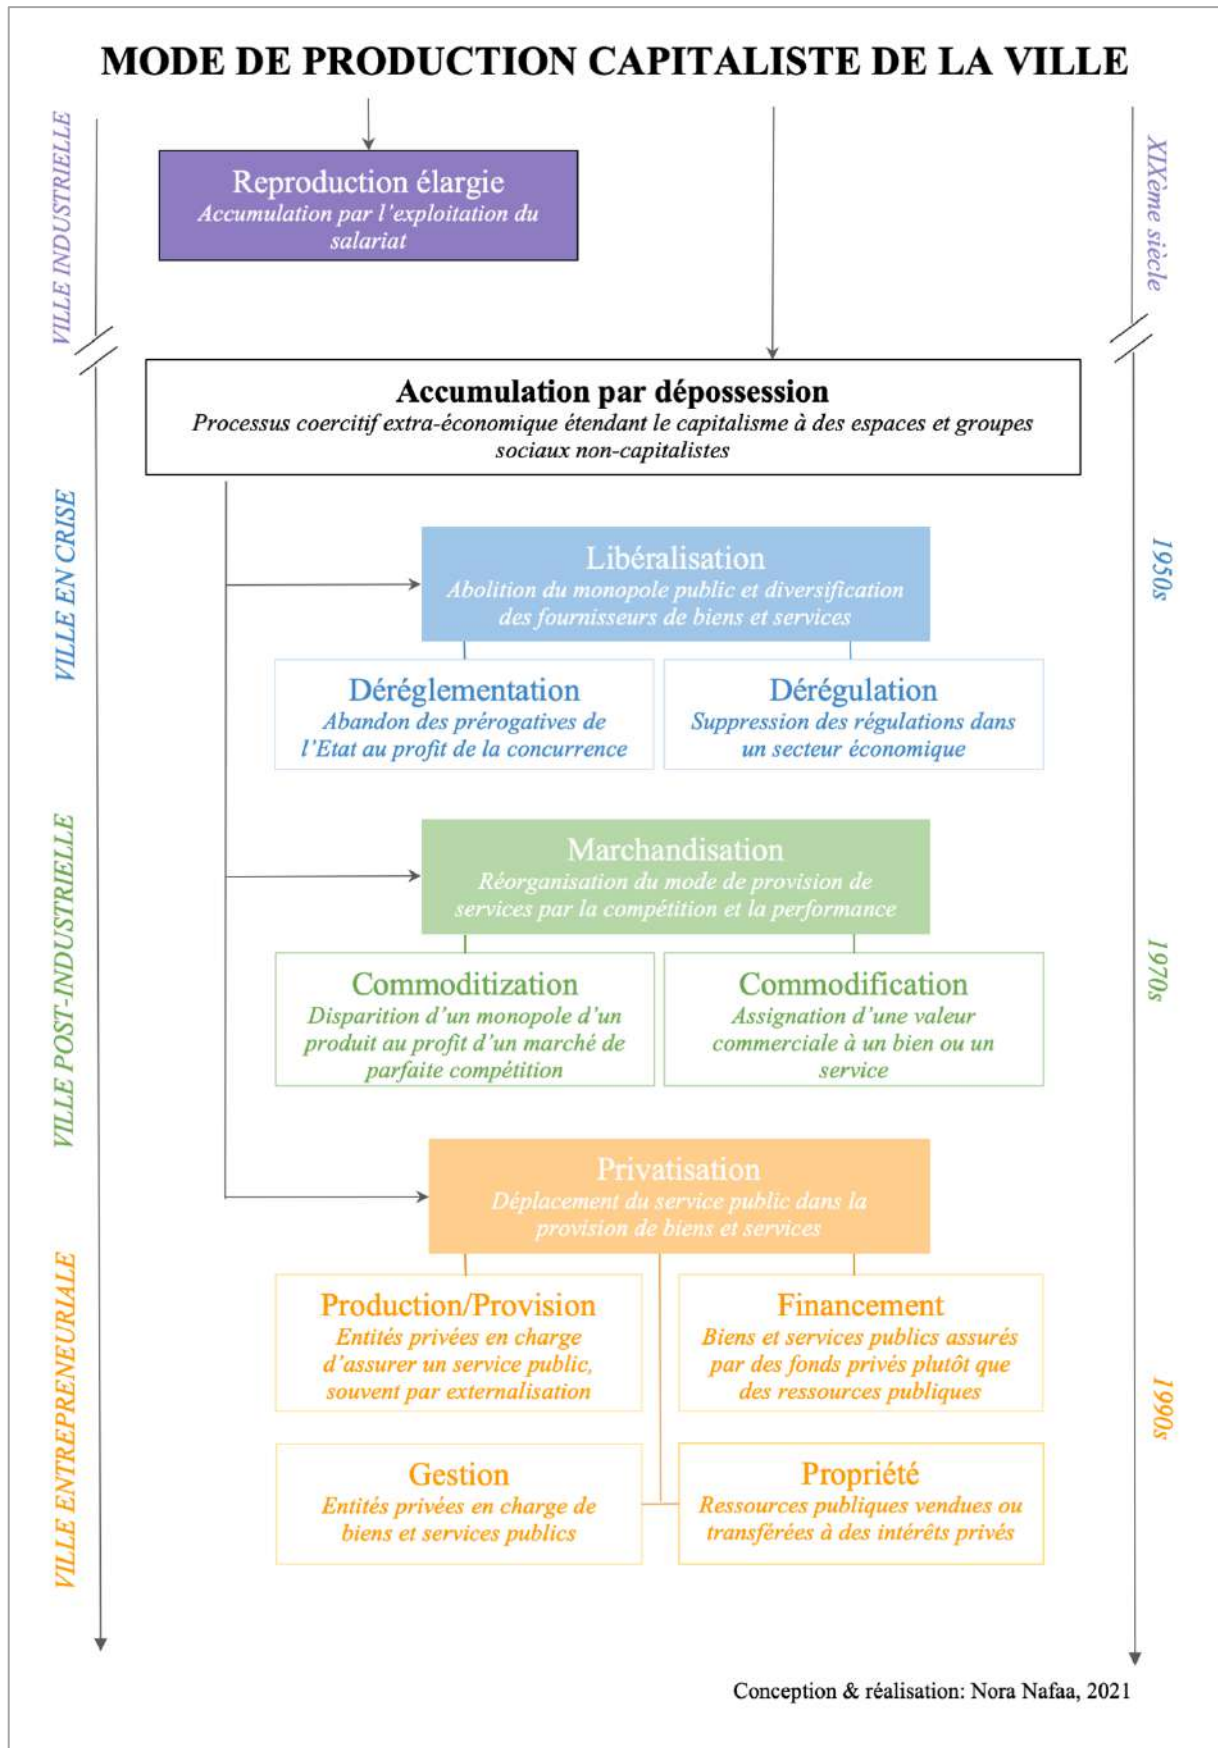 MODE DE PRODUCTION CAPITALISTE DE LA VILLE
VILLE INDUSTRIELLE
XIXème siècle
Reproduction élargie
Accumulation par l'exploitation du
salariat
Accumulation par dépossession
Processus coercitif extra-économique étendant le capitalisme à des espaces et groupes
sociaux non-capitalistes
VILLE EN CRISE
1950s
Libéralisation
Abolition du monopole public et diversification
des fournisseurs de biens et services
Déréglementation
Abandon des prérogatives de
l'Etat au profit de la concurrence
Dérégulation
Suppression des régulations dans
un secteur économique
VILLE POST-INDUSTRIELLE
1970s
Marchandisation
Réorganisation du mode de provision de
services par la compétition et la performance
Commoditization
Disparition d'un monopole d'un
produit au profit d'un marché de
parfaite compétition
Commodification
Assignation d'une valeur
commerciale à un bien ou un
service
VILLE ENTREPRENEURIALE
1990s
Privatisation
Déplacement du service public dans la
provision de biens et services
Production/Provision
Entités privées en charge
d'assurer un service public,
souvent par externalisation
Financement
Biens et services publics assurés
par des fonds privés plutôt que
des ressources publiques
Gestion
Entités privées en charge de
biens et services publics
Propriété
Ressources publiques vendues ou
transférées à des intérêts privés
Conception & réalisation: Nora Nafaa, 2021